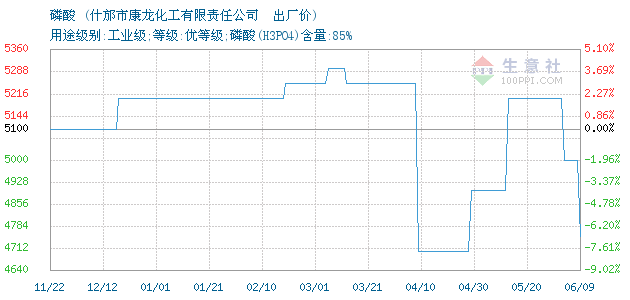 磷酸 (什邡市康龙化工有限责任公司 出厂价)
用途级别:工业级;等级:优等级;磷酸(H3PO4)含量:85%
生意社
100PPI.COM
5360 5.10%
5288 3.69%
5216 2.27%
5144 0.86%
5100 0.00%
5000 -1.96%
4928 -3.37%
4856 -4.78%
4784 -6.20%
4712 -7.61%
4640 -9.02%
11/22 12/12 01/01 01/21 02/10 03/01 03/21 04/10 04/30 05/20 06/09